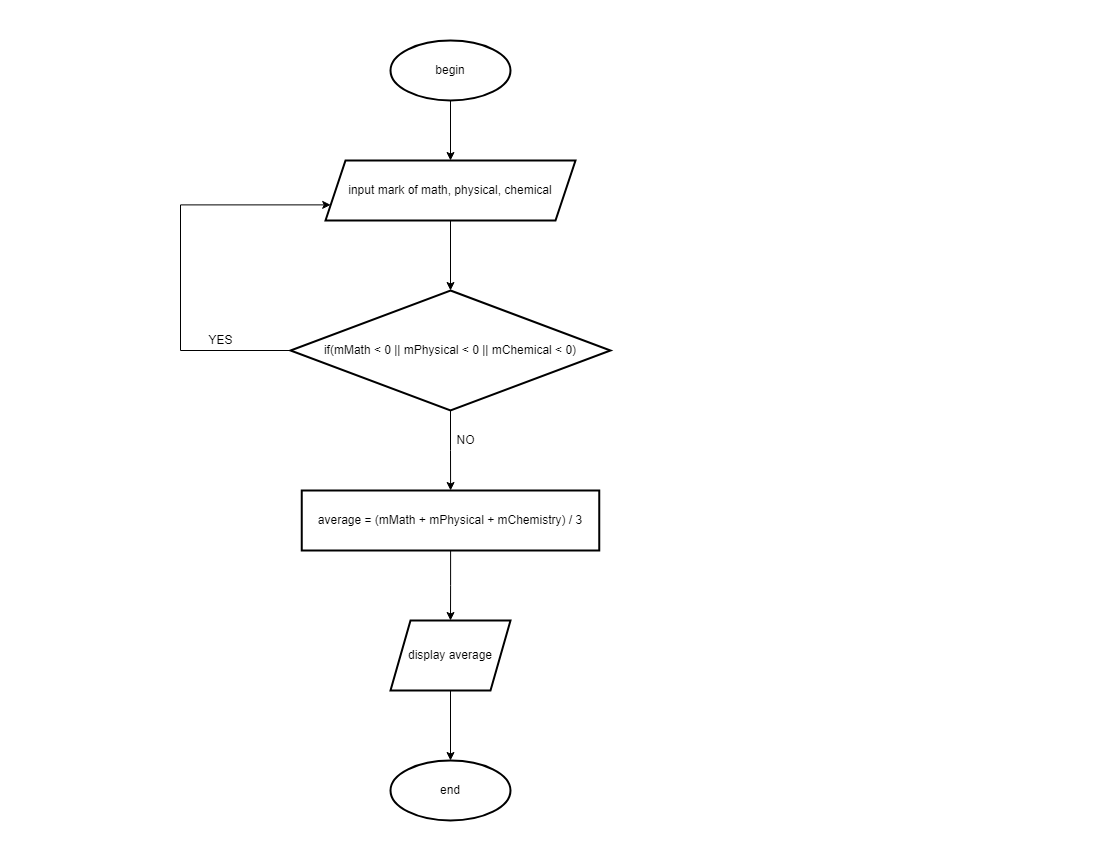 begin
input mark of math, physical, chemical
YES
if(mMath < 0 || mPhysical < 0 || mChemical < 0)
NO
average = (mMath + mPhysical + mChemistry) / 3
display average
end